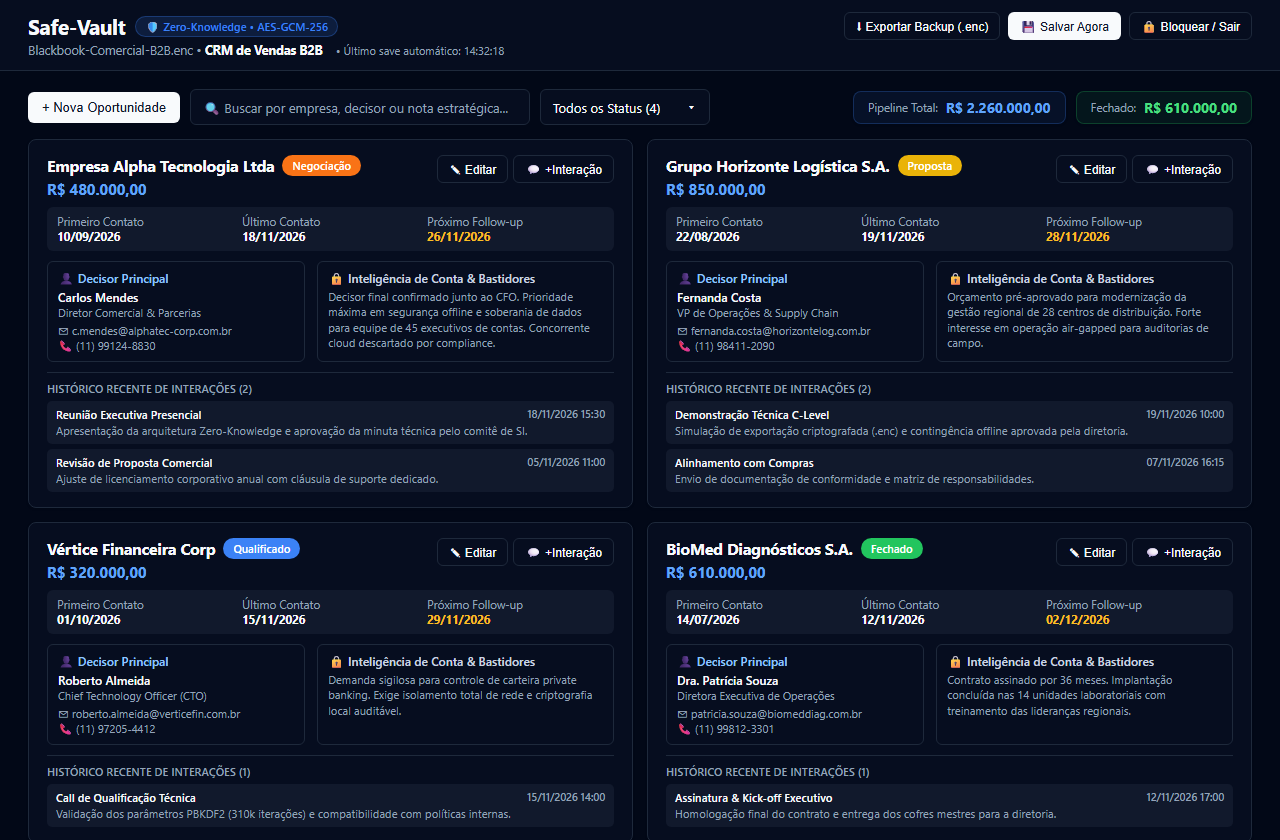 Safe-Vault
Zero-Knowledge • AES-GCM-256
Blackbook-Comercial-B2B.enc • CRM de Vendas B2B • Último save automático: 14:32:18
Exportar Backup (.enc)
Salvar Agora
Bloquear / Sair
+ Nova Oportunidade
Buscar por empresa, decisor ou nota estratégica...
Todos os Status (4)
Pipeline Total: R$ 2.260.000,00
Fechado: R$ 610.000,00
Empresa Alpha Tecnologia Ltda
Negociação
Editar
+Interação
R$ 480.000,00
Primeiro Contato
10/09/2026
Último Contato
18/11/2026
Próximo Follow-up
26/11/2026
Decisor Principal
Carlos Mendes
Diretor Comercial & Parcerias
c.mendes@alphatec-corp.com.br
(11) 99124-8830
Inteligência de Conta & Bastidores
Decisor final confirmado junto ao CFO. Prioridade
máxima em segurança offline e soberania de dados
para equipe de 45 executivos de contas. Concorrente
cloud descartado por compliance.
HISTÓRICO RECENTE DE INTERAÇÕES (2)
Reunião Executiva Presencial
18/11/2026 15:30
Apresentação da arquitetura Zero-Knowledge e aprovação da minuta técnica pelo comitê de SI.
Revisão de Proposta Comercial
05/11/2026 11:00
Ajuste de licenciamento corporativo anual com cláusula de suporte dedicado.
Grupo Horizonte Logística S.A.
Proposta
Editar
+Interação
R$ 850.000,00
Primeiro Contato
22/08/2026
Último Contato
19/11/2026
Próximo Follow-up
28/11/2026
Decisor Principal
Fernanda Costa
VP de Operações & Supply Chain
fernanda.costa@horizontelog.com.br
(11) 98411-2090
Inteligência de Conta & Bastidores
Orçamento pré-aprovado para modernização da
gestão regional de 28 centros de distribuição. Forte
interesse em operação air-gapped para auditorias de
campo.
HISTÓRICO RECENTE DE INTERAÇÕES (2)
Demonstração Técnica C-Level
19/11/2026 10:00
Simulação de exportação criptografada (.enc) e contingência offline aprovada pela diretoria.
Alinhamento com Compras
07/11/2026 16:15
Envio de documentação de conformidade e matriz de responsabilidades.
Vértice Financeira Corp
Qualificado
Editar
+Interação
R$ 320.000,00
Primeiro Contato
01/10/2026
Último Contato
15/11/2026
Próximo Follow-up
29/11/2026
Decisor Principal
Roberto Almeida
Chief Technology Officer (CTO)
roberto.almeida@verticefin.com.br
(11) 97205-4412
Inteligência de Conta & Bastidores
Demanda sigilosa para controle de carteira private
banking. Exige isolamento total de rede e criptografia
local auditável.
HISTÓRICO RECENTE DE INTERAÇÕES (1)
Call de Qualificação Técnica
15/11/2026 14:00
Validação dos parâmetros PBKDF2 (310k iterações) e compatibilidade com políticas internas.
BioMed Diagnósticos S.A.
Fechado
Editar
+Interação
R$ 610.000,00
Primeiro Contato
14/07/2026
Último Contato
12/11/2026
Próximo Follow-up
02/12/2026
Decisor Principal
Dra. Patrícia Souza
Diretora Executiva de Operações
patricia.souza@biomeddiag.com.br
(11) 99812-3301
Inteligência de Conta & Bastidores
Contrato assinado por 36 meses. Implantação
concluída nas 14 unidades laboratoriais com
treinamento das lideranças regionais.
HISTÓRICO RECENTE DE INTERAÇÕES (1)
Assinatura & Kick-off Executivo
12/11/2026 17:00
Homologação final do contrato e entrega dos cofres mestres para a diretoria.